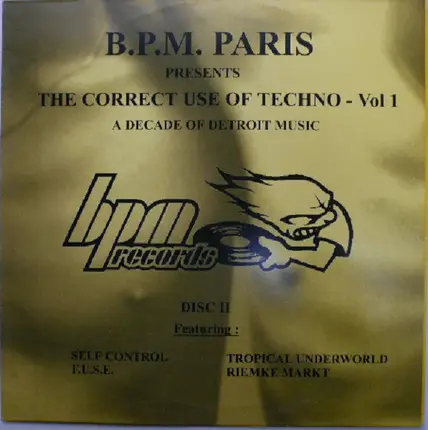 B.P.M. PARIS
PRESENTS
THE CORRECT USE OF TECHNO - Vol 1
A DECADE OF DETROIT MUSIC
bpm
records
DISC II
Featuring :
SELF CONTROL
F.U.S.E.
TROPICAL UNDERWORLD
RIEMKE MARKT